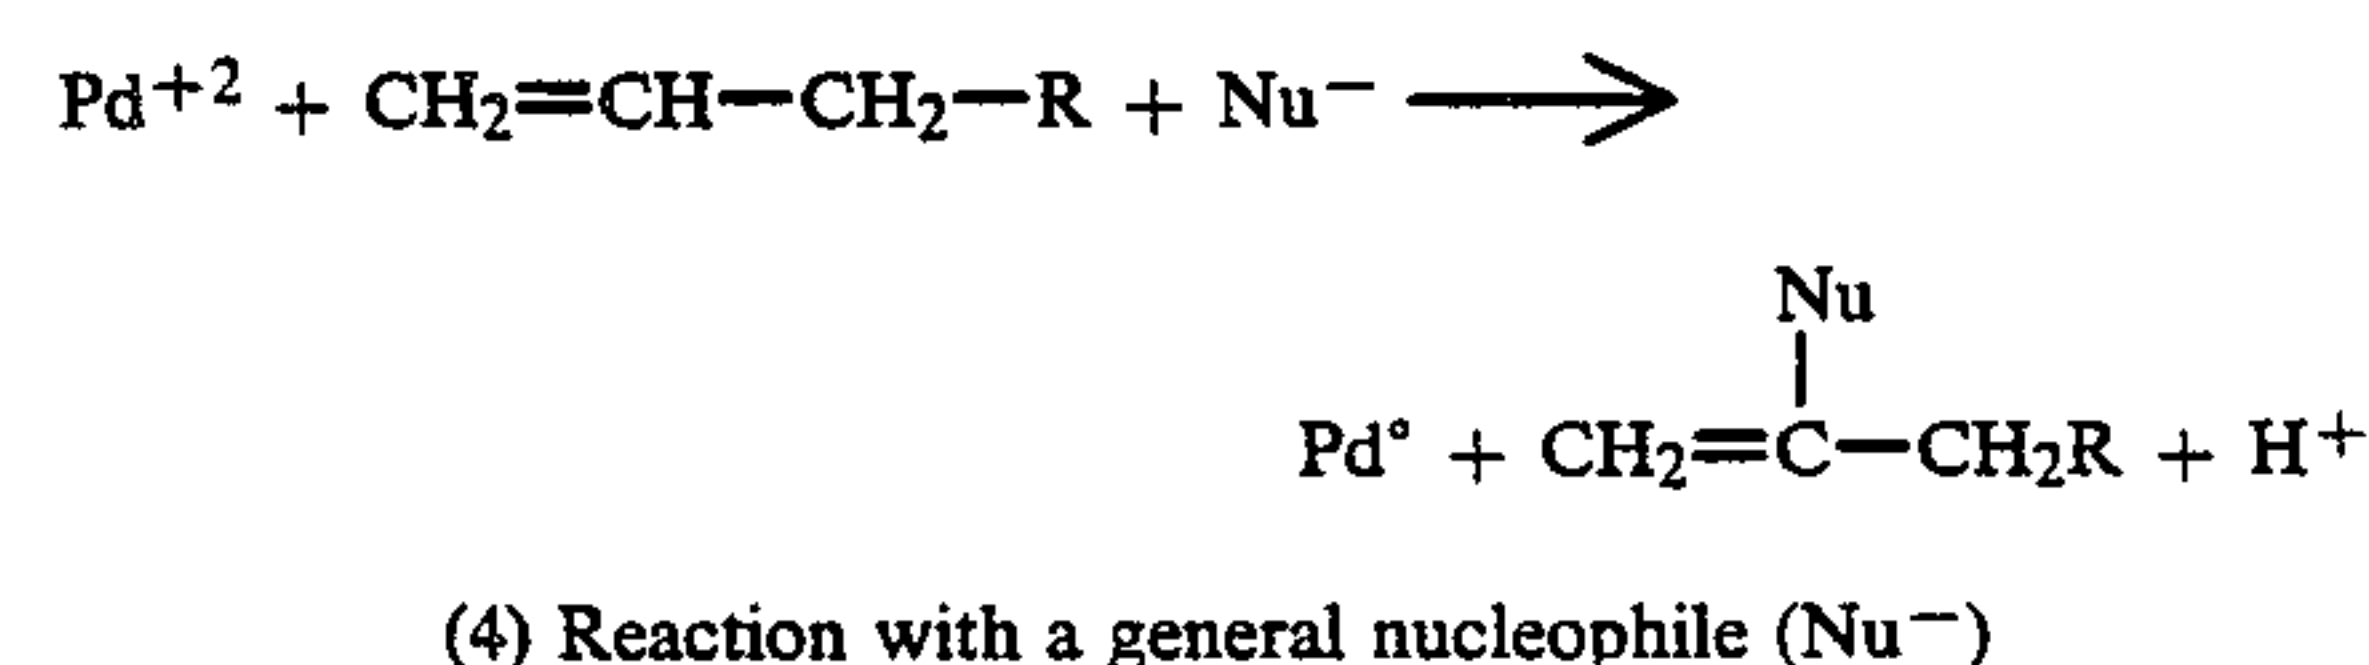 Pd⁺² + CH₂=CH—CH₂—R + Nu⁻ ⟶
Nu
|
Pd° + CH₂=C—CH₂R + H⁺
(4) Reaction with a general nucleophile (Nu⁻)